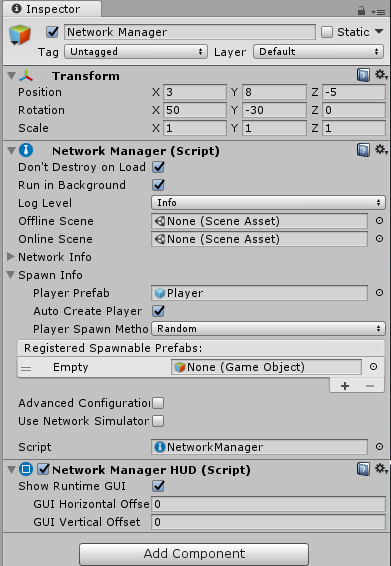 Inspector
Network Manager Static
Tag Untagged Layer Default
Transform
Position X 3 Y 8 Z -5
Rotation X 50 Y -30 Z 0
Scale X 1 Y 1 Z 1
Network Manager (Script)
Don't Destroy on Load
Run in Background
Log Level Info
Offline Scene None (Scene Asset)
Online Scene None (Scene Asset)
Network Info
Spawn Info
Player Prefab Player
Auto Create Player
Player Spawn Metho Random
Registered Spawnable Prefabs:
Empty None (Game Object)
+ -
Advanced Configuration
Use Network Simulator
Script NetworkManager
Network Manager HUD (Script)
Show Runtime GUI
GUI Horizontal Offse 0
GUI Vertical Offset 0
Add Component